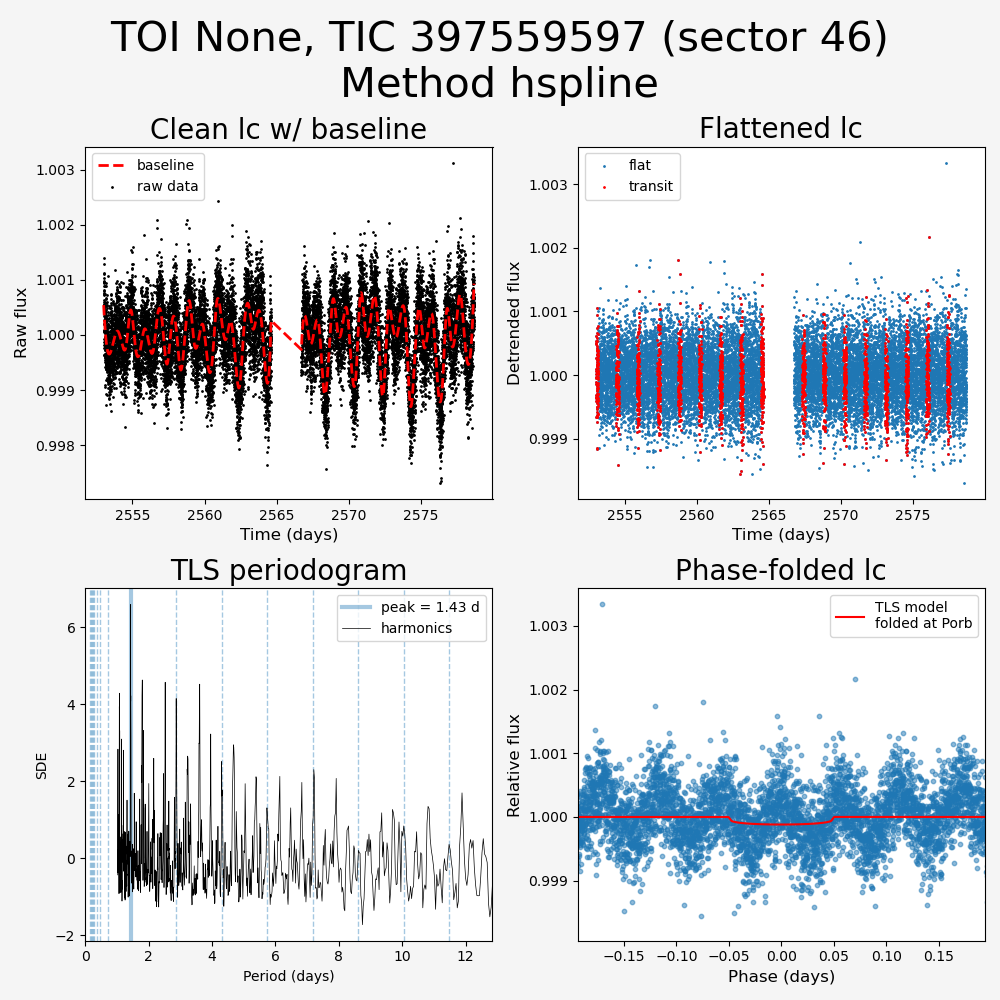 TOI None, TIC 397559597 (sector 46)
Method hspline
Clean lc w/ baseline
baseline
raw data
1.003
1.002
1.001
1.000
0.999
0.998
Raw flux
2555
2560
2565
2570
2575
Time (days)
Flattened lc
flat
transit
1.003
1.002
1.001
1.000
0.999
Detrended flux
2555
2560
2565
2570
2575
Time (days)
TLS periodogram
peak = 1.43 d
harmonics
6
4
2
0
−2
SDE
0
2
4
6
8
10
12
Period (days)
Phase-folded lc
TLS model
folded at Porb
1.003
1.002
1.001
1.000
0.999
Relative flux
−0.15
−0.10
−0.05
0.00
0.05
0.10
0.15
Phase (days)